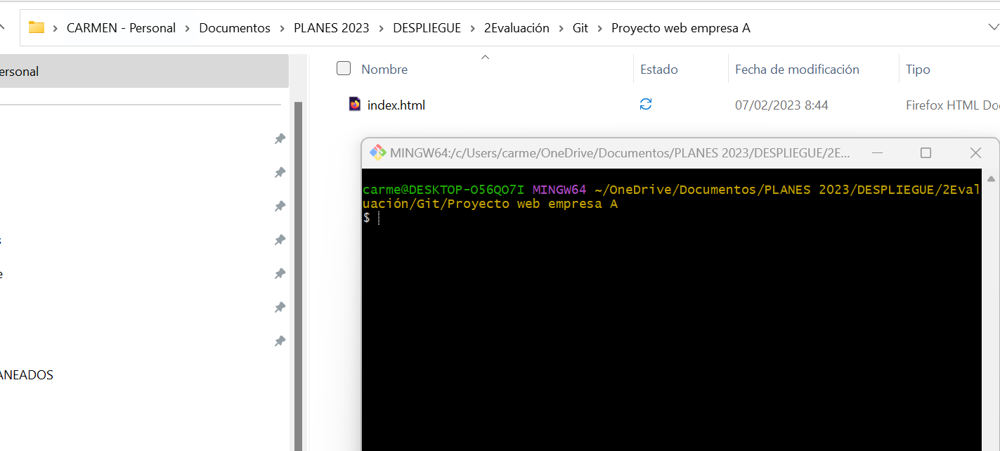 CARMEN - Personal > Documentos > PLANES 2023 > DESPLIEGUE > 2Evaluación > Git > Proyecto web empresa A
ersonal
Nombre Estado Fecha de modificación Tipo
index.html 07/02/2023 8:44 Firefox HTML Do
MINGW64:/c/Users/carme/OneDrive/Documentos/PLANES 2023/DESPLIEGUE/2E...
carme@DESKTOP-O56QO7I MINGW64 ~/OneDrive/Documentos/PLANES 2023/DESPLIEGUE/2Eval
uación/Git/Proyecto web empresa A
$
s
e
ANEADOS